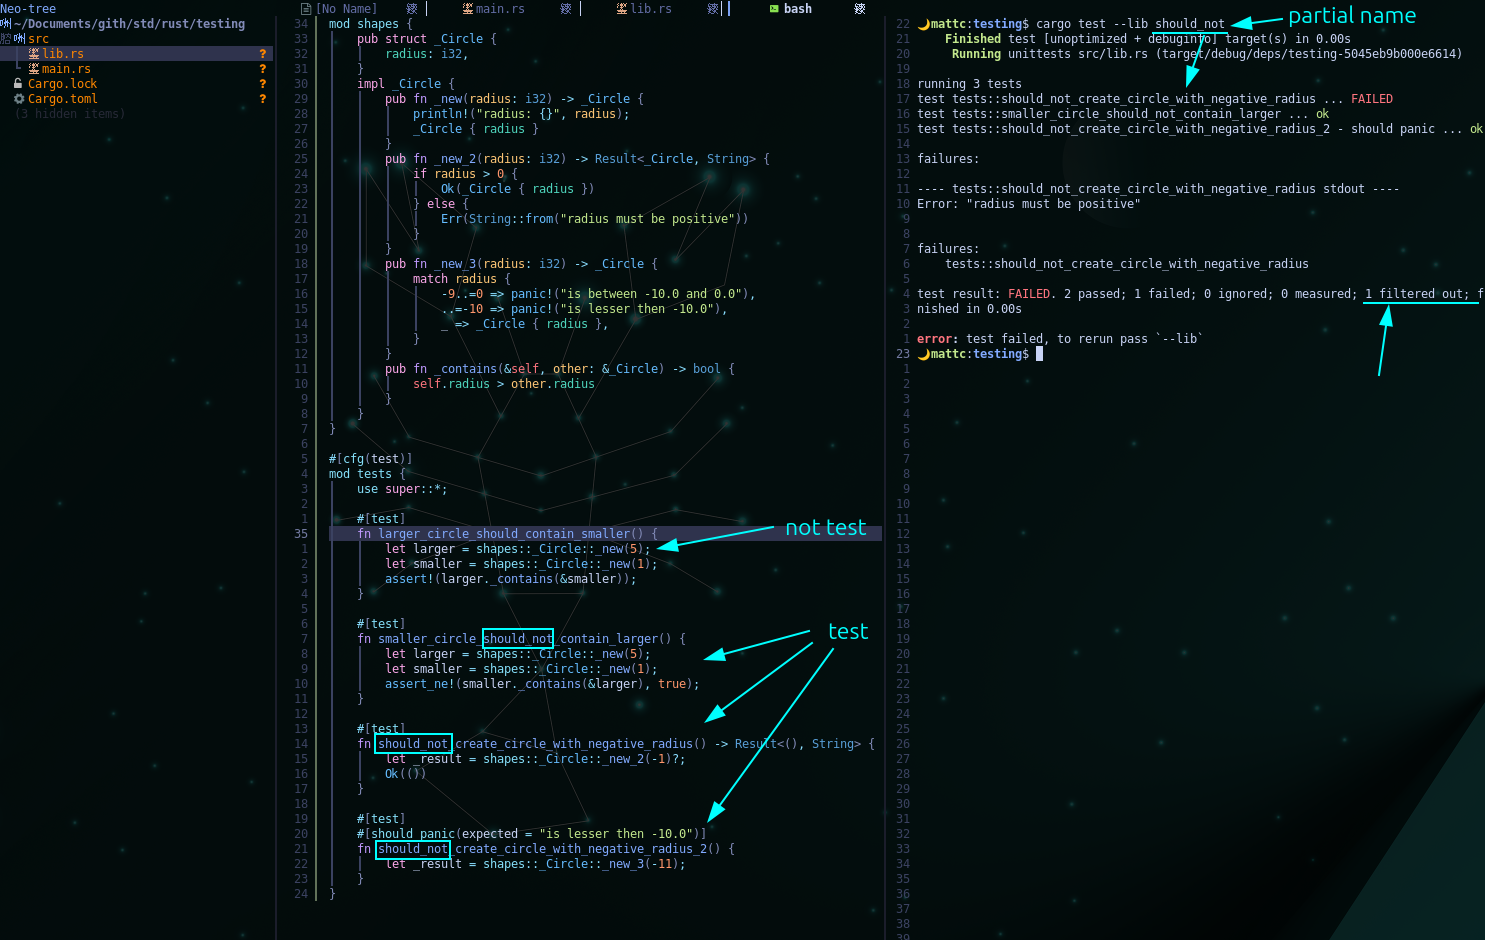 Neo-tree
~/Documents/gith/std/rust/testing
src
lib.rs ?
main.rs ?
Cargo.lock ?
Cargo.toml ?
(3 hidden items)
[No Name] main.rs lib.rs bash
34 mod shapes {
33 pub struct _Circle {
32 radius: i32,
31 }
30 impl _Circle {
29 pub fn _new(radius: i32) -> _Circle {
28 println!("radius: {}", radius);
27 _Circle { radius }
26 }
25 pub fn _new_2(radius: i32) -> Result<_Circle, String> {
24 if radius > 0 {
23 Ok(_Circle { radius })
22 } else {
21 Err(String::from("radius must be positive"))
20 }
19 }
18 pub fn _new_3(radius: i32) -> _Circle {
17 match radius {
16 -9..=0 => panic!("is between -10.0 and 0.0"),
15 ..=-10 => panic!("is lesser then -10.0"),
14 _ => _Circle { radius },
13 }
12 }
11 pub fn _contains(&self, other: &_Circle) -> bool {
10 self.radius > other.radius
9 }
8 }
7 }
6
5 #[cfg(test)]
4 mod tests {
3 use super::*;
2
1 #[test]
35 fn larger_circle_should_contain_smaller() {
1 let larger = shapes::_Circle::_new(5);
2 let smaller = shapes::_Circle::_new(1);
3 assert!(larger._contains(&smaller));
4 }
5
6 #[test]
7 fn smaller_circle_should_not_contain_larger() {
8 let larger = shapes::_Circle::_new(5);
9 let smaller = shapes::_Circle::_new(1);
10 assert_ne!(smaller._contains(&larger), true);
11 }
12
13 #[test]
14 fn should_not_create_circle_with_negative_radius() -> Result<(), String> {
15 let _result = shapes::_Circle::_new_2(-1)?;
16 Ok(())
17 }
18
19 #[test]
20 #[should_panic(expected = "is lesser then -10.0")]
21 fn should_not_create_circle_with_negative_radius_2() {
22 let _result = shapes::_Circle::_new_3(-11);
23 }
24 }
not test
test
22 mattc:testing$ cargo test --lib should_not
partial name
21 Finished test [unoptimized + debuginfo] target(s) in 0.00s
20 Running unittests src/lib.rs (target/debug/deps/testing-5045eb9b000e6614)
19
18 running 3 tests
17 test tests::should_not_create_circle_with_negative_radius ... FAILED
16 test tests::smaller_circle_should_not_contain_larger ... ok
15 test tests::should_not_create_circle_with_negative_radius_2 - should panic ... ok
14
13 failures:
12
11 ---- tests::should_not_create_circle_with_negative_radius stdout ----
10 Error: "radius must be positive"
9
8
7 failures:
6 tests::should_not_create_circle_with_negative_radius
5
4 test result: FAILED. 2 passed; 1 failed; 0 ignored; 0 measured; 1 filtered out; f
3 nished in 0.00s
2
1 error: test failed, to rerun pass `--lib`
23 mattc:testing$
1
2
3
4
5
6
7
8
9
10
11
12
13
14
15
16
17
18
19
20
21
22
23
24
25
26
27
28
29
30
31
32
33
34
35
36
37
38
39